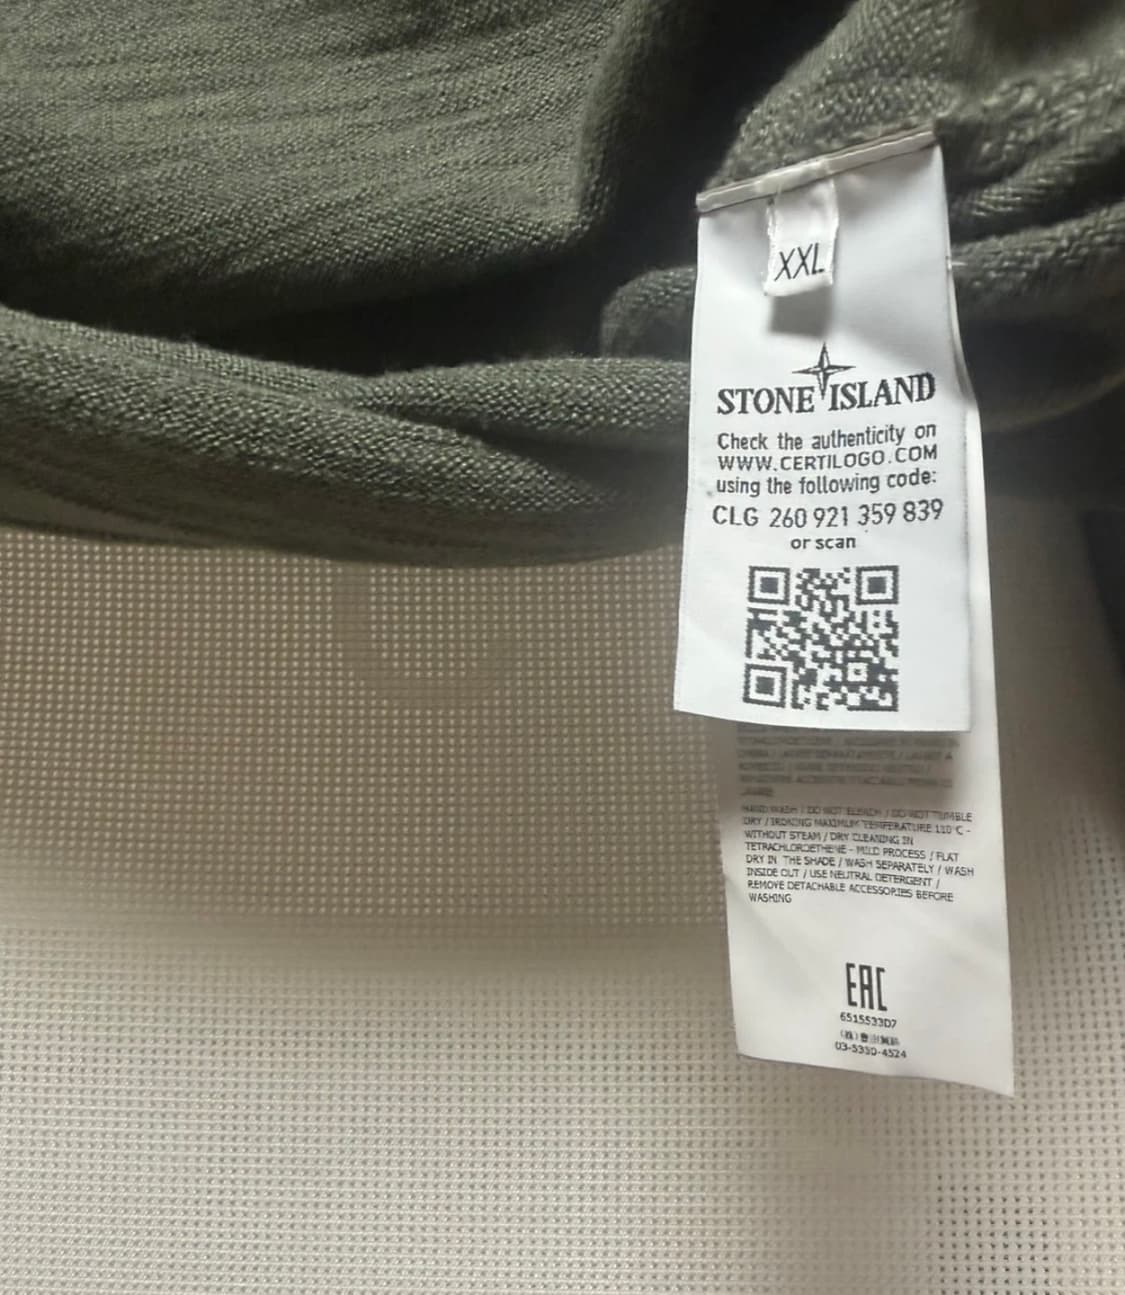 XXL
STONE ISLAND
Check the authenticity on
WWW.CERTILOGO.COM
using the following code:
CLG 260 921 359 839
or scan
HAND WASH / DO NOT BLEACH / DO NOT TUMBLE
DRY / IRONING MAXIMUM TEMPERATURE 110°C -
WITHOUT STEAM / DRY CLEANING IN
TETRACHLOROETHENE - MILD PROCESS / FLAT
DRY IN THE SHADE / WASH SEPARATELY / WASH
INSIDE OUT / USE NEUTRAL DETERGENT /
REMOVE DETACHABLE ACCESSORIES BEFORE
WASHING
EAC
6515533D7
03-5350-4524